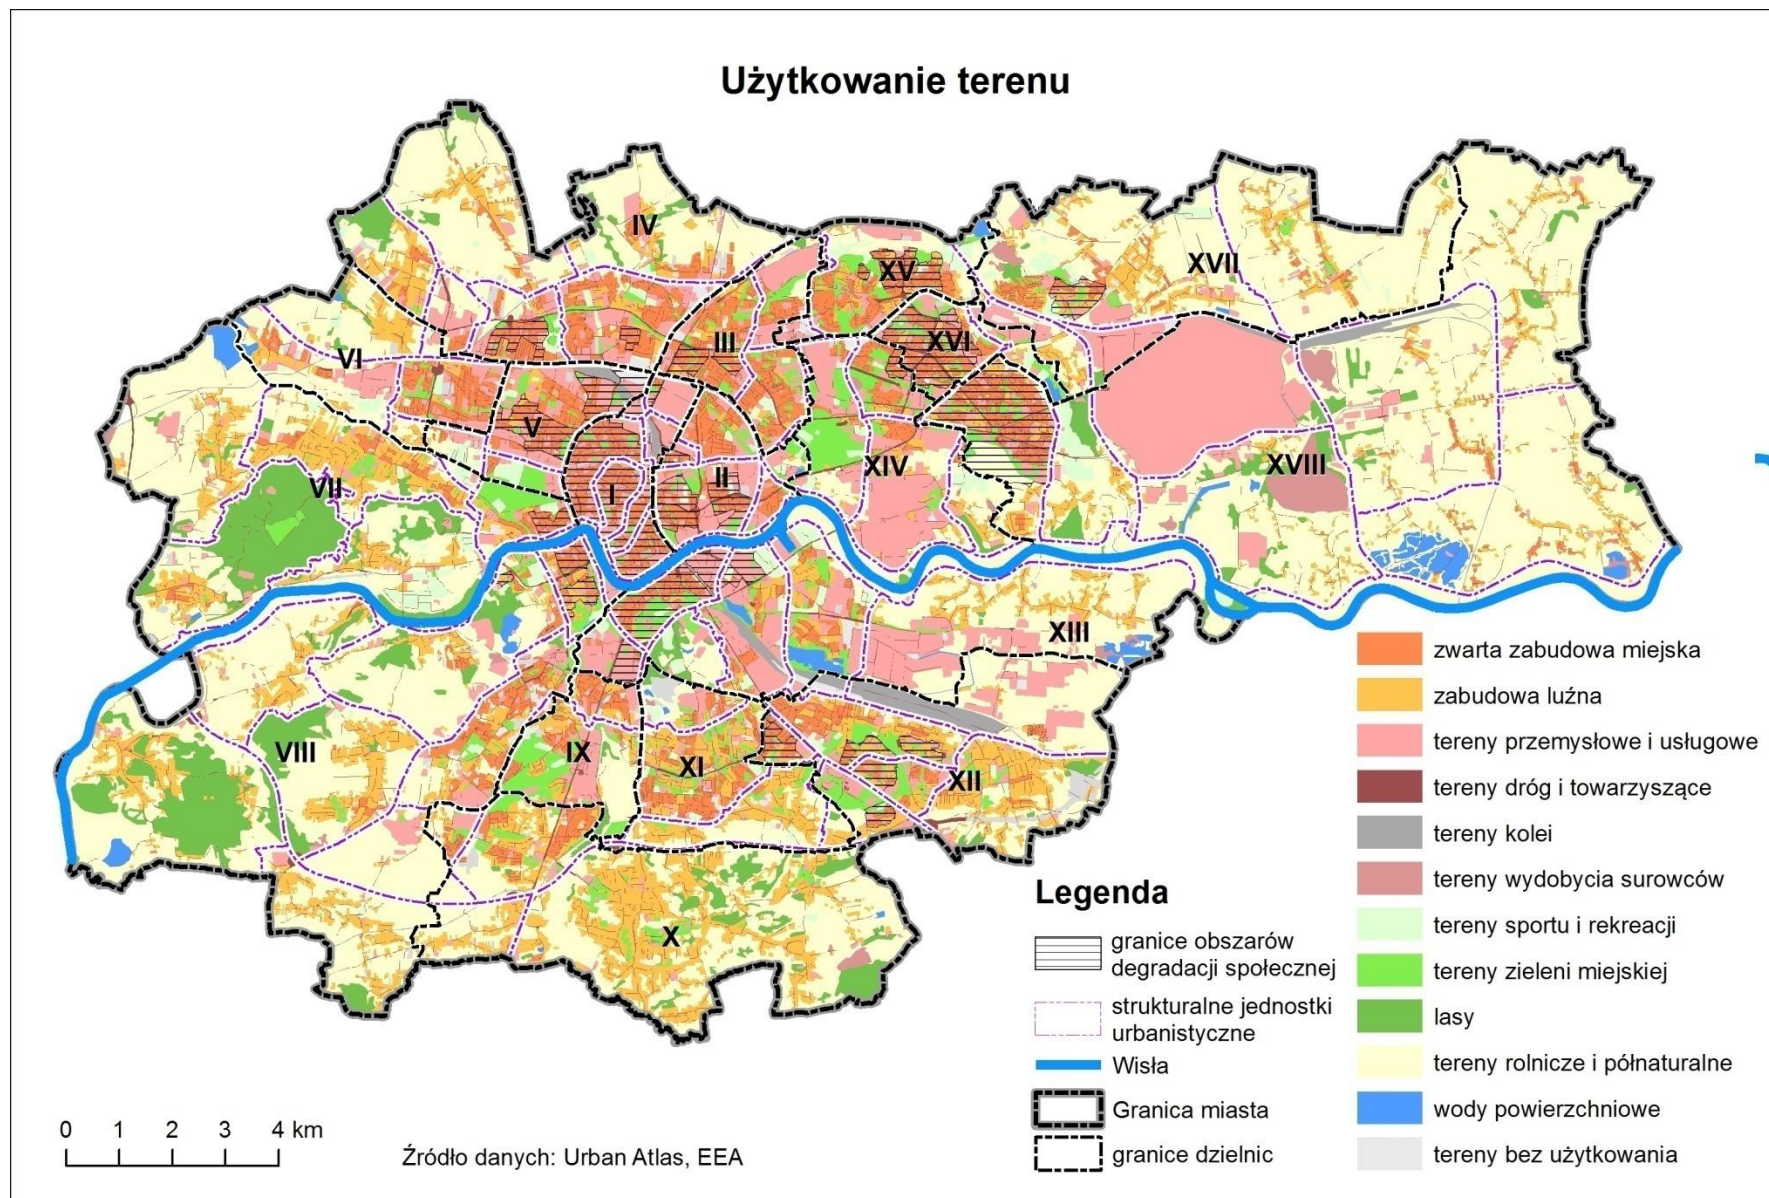 Użytkowanie terenu
IV
XV
XVII
III
XVI
VI
V
XIV
XVIII
VII
I
II
XIII
VIII
IX
XI
XII
X
zwarta zabudowa miejska
zabudowa luźna
tereny przemysłowe i usługowe
tereny dróg i towarzyszące
tereny kolei
tereny wydobycia surowców
tereny sportu i rekreacji
tereny zieleni miejskiej
lasy
tereny rolnicze i półnaturalne
wody powierzchniowe
tereny bez użytkowania
Legenda
granice obszarów
degradacji społecznej
strukturalne jednostki
urbanistyczne
Wisła
Granica miasta
granice dzielnic
0 1 2 3 4 km
Źródło danych: Urban Atlas, EEA